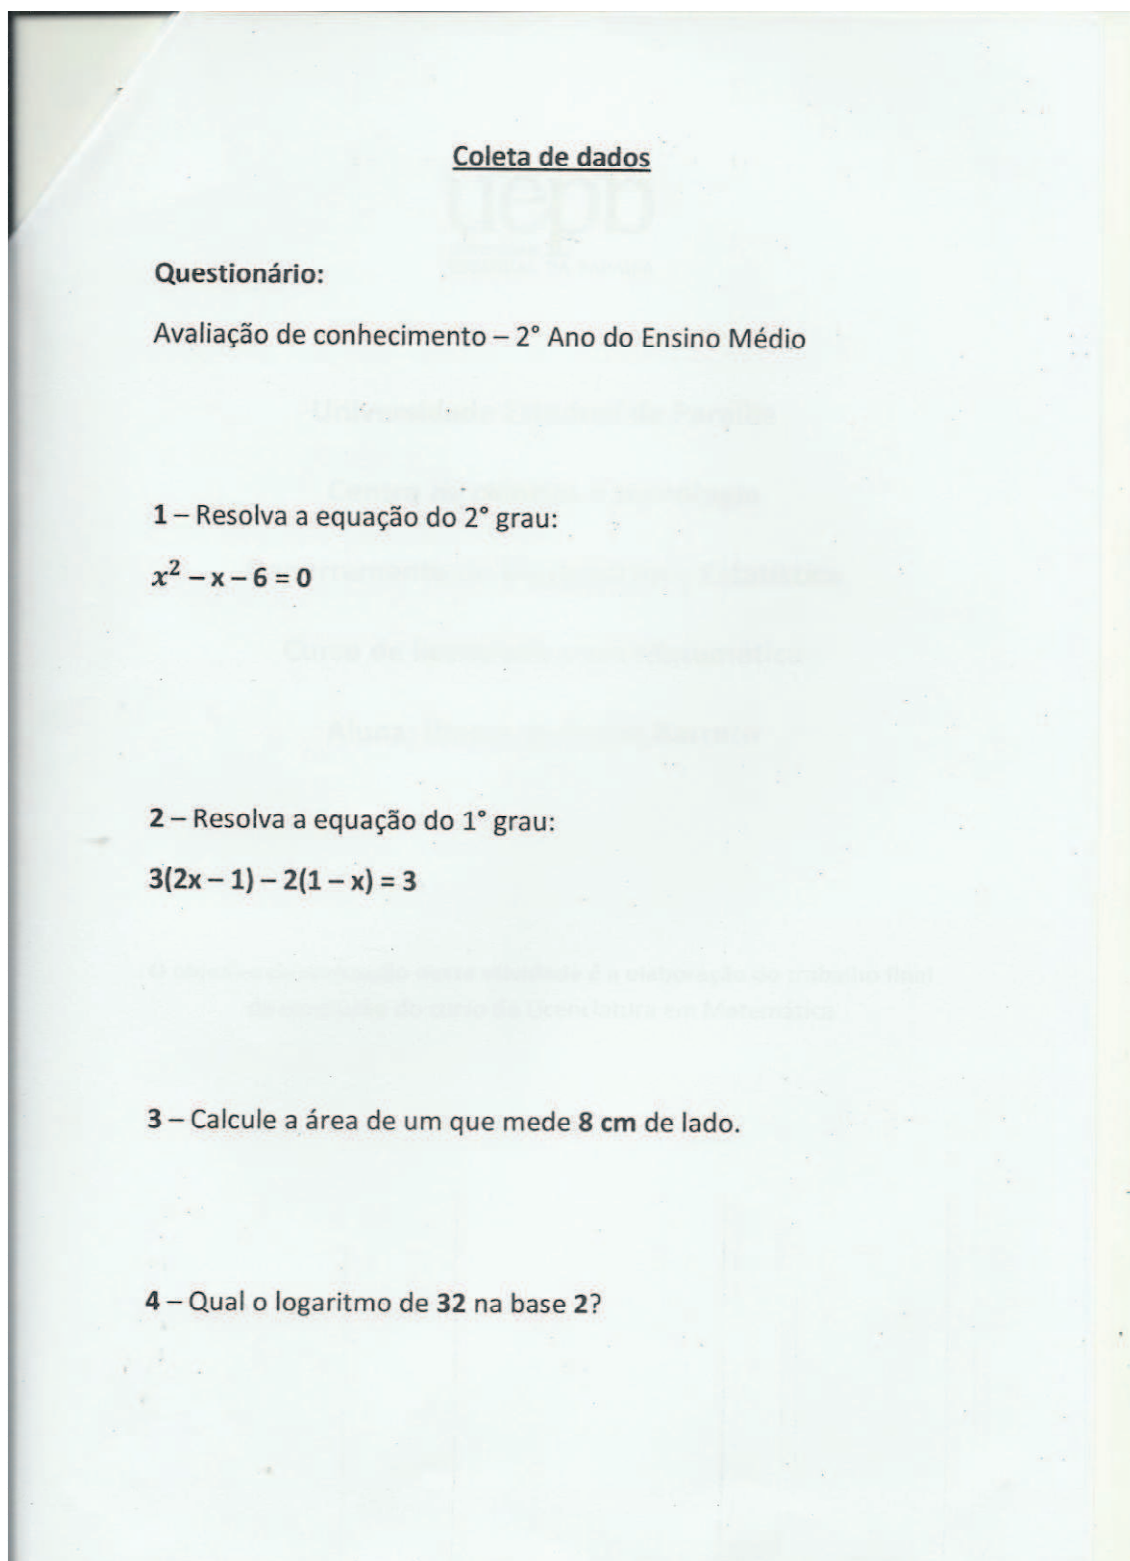 Coleta de dados
uepb
Questionário:
Avaliação de conhecimento – 2° Ano do Ensino Médio
1 – Resolva a equação do 2° grau:
x² – x – 6 = 0
2 – Resolva a equação do 1° grau:
3(2x – 1) – 2(1 – x) = 3
3 – Calcule a área de um que mede 8 cm de lado.
4 – Qual o logaritmo de 32 na base 2?